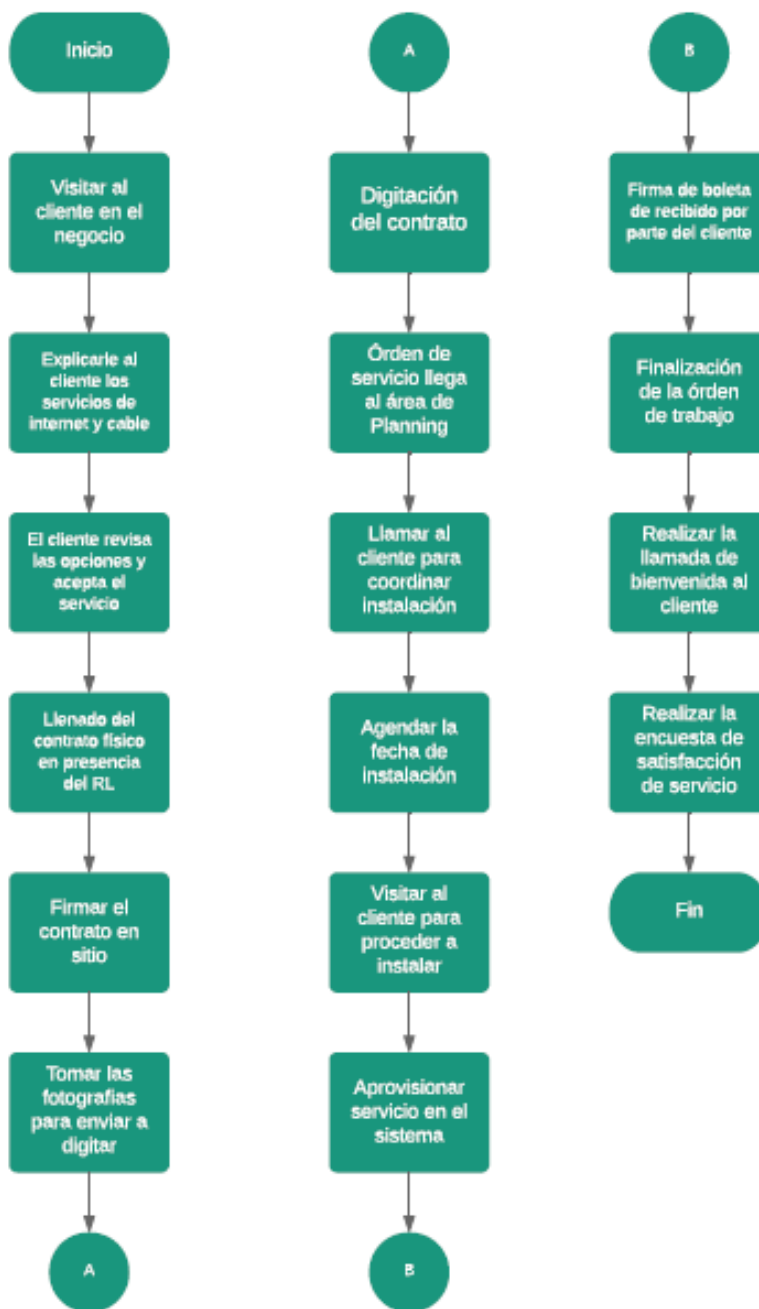 Inicio
Visitar al
cliente en el
negocio
Explicarle al
cliente los
servicios de
internet y cable
El cliente revisa
las opciones y
acepta el
servicio
Llenado del
contrato físico
en presencia
del RL
Firmar el
contrato en
sitio
Tomar las
fotografías
para enviar a
digitar
A
A
Digitación
del contrato
Órden de
servicio llega
al área de
Planning
Llamar al
cliente para
coordinar
instalación
Agendar la
fecha de
instalación
Visitar al
cliente para
proceder a
instalar
Aprovisionar
servicio en el
sistema
B
B
Firma de boleta
de recibido por
parte del cliente
Finalización
de la órden
de trabajo
Realizar la
llamada de
bienvenida al
cliente
Realizar la
encuesta de
satisfacción
de servicio
Fin